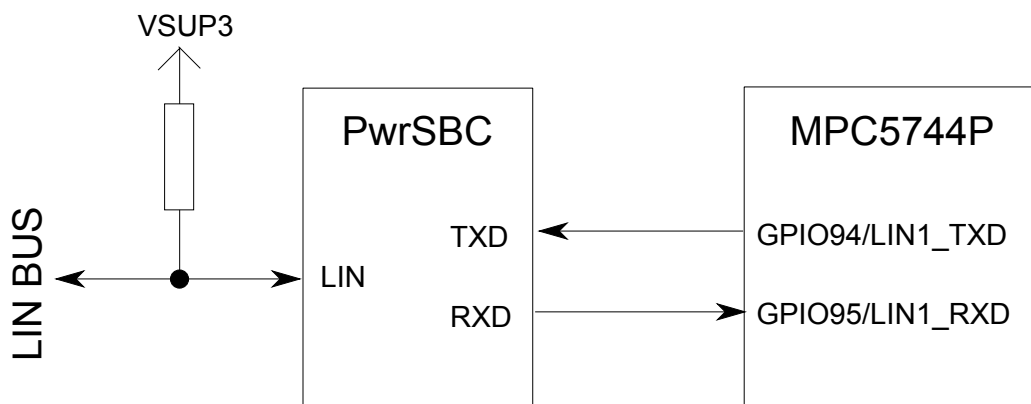 VSUP3
PwrSBC
MPC5744P
TXD
GPIO94/LIN1_TXD
LIN BUS
LIN
RXD
GPIO95/LIN1_RXD